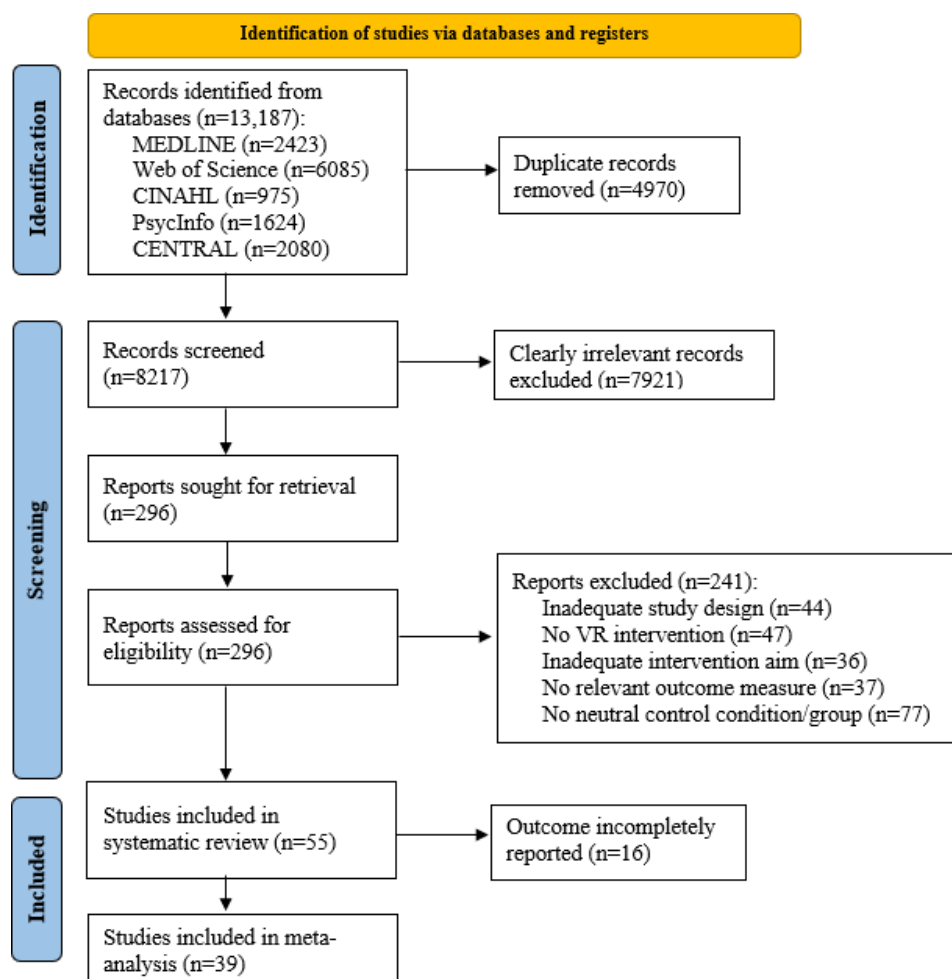 Identification of studies via databases and registers
Identification
Records identified from
databases (n=13,187):
MEDLINE (n=2423)
Web of Science (n=6085)
CINAHL (n=975)
PsycInfo (n=1624)
CENTRAL (n=2080)
Duplicate records
removed (n=4970)
Screening
Records screened
(n=8217)
Clearly irrelevant records
excluded (n=7921)
Reports sought for retrieval
(n=296)
Reports assessed for
eligibility (n=296)
Reports excluded (n=241):
Inadequate study design (n=44)
No VR intervention (n=47)
Inadequate intervention aim (n=36)
No relevant outcome measure (n=37)
No neutral control condition/group (n=77)
Included
Studies included in
systematic review (n=55)
Outcome incompletely
reported (n=16)
Studies included in meta-
analysis (n=39)